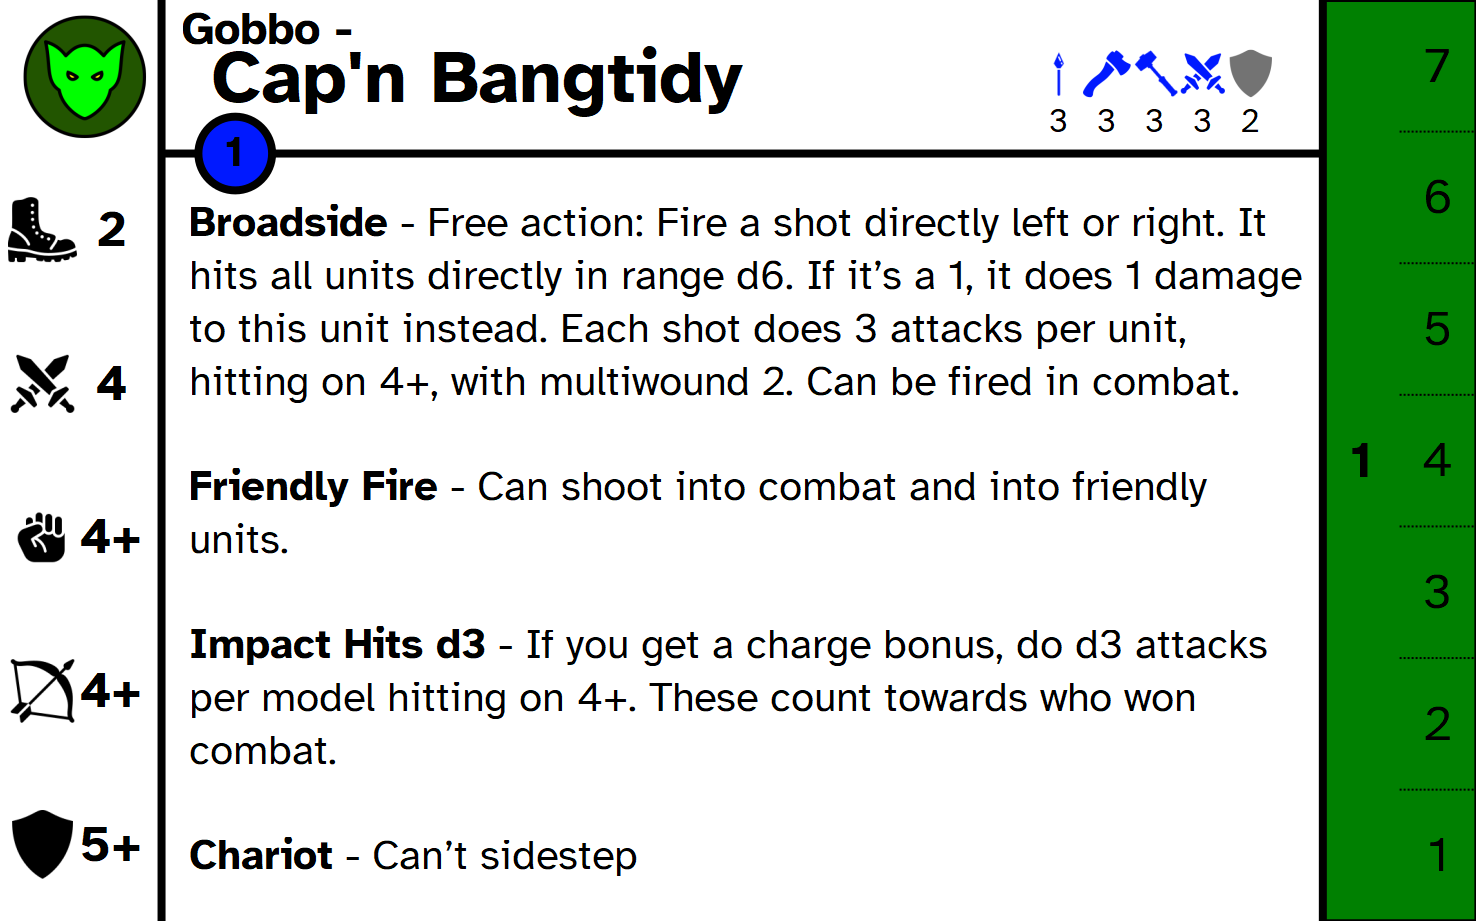 Gobbo -
Cap'n Bangtidy
3 3 3 3 2
1
2
4
4+
4+
5+
Broadside - Free action: Fire a shot directly left or right. It
hits all units directly in range d6. If it’s a 1, it does 1 damage
to this unit instead. Each shot does 3 attacks per unit,
hitting on 4+, with multiwound 2. Can be fired in combat.
Friendly Fire - Can shoot into combat and into friendly
units.
Impact Hits d3 - If you get a charge bonus, do d3 attacks
per model hitting on 4+. These count towards who won
combat.
Chariot - Can’t sidestep
7
6
5
1 4
3
2
1